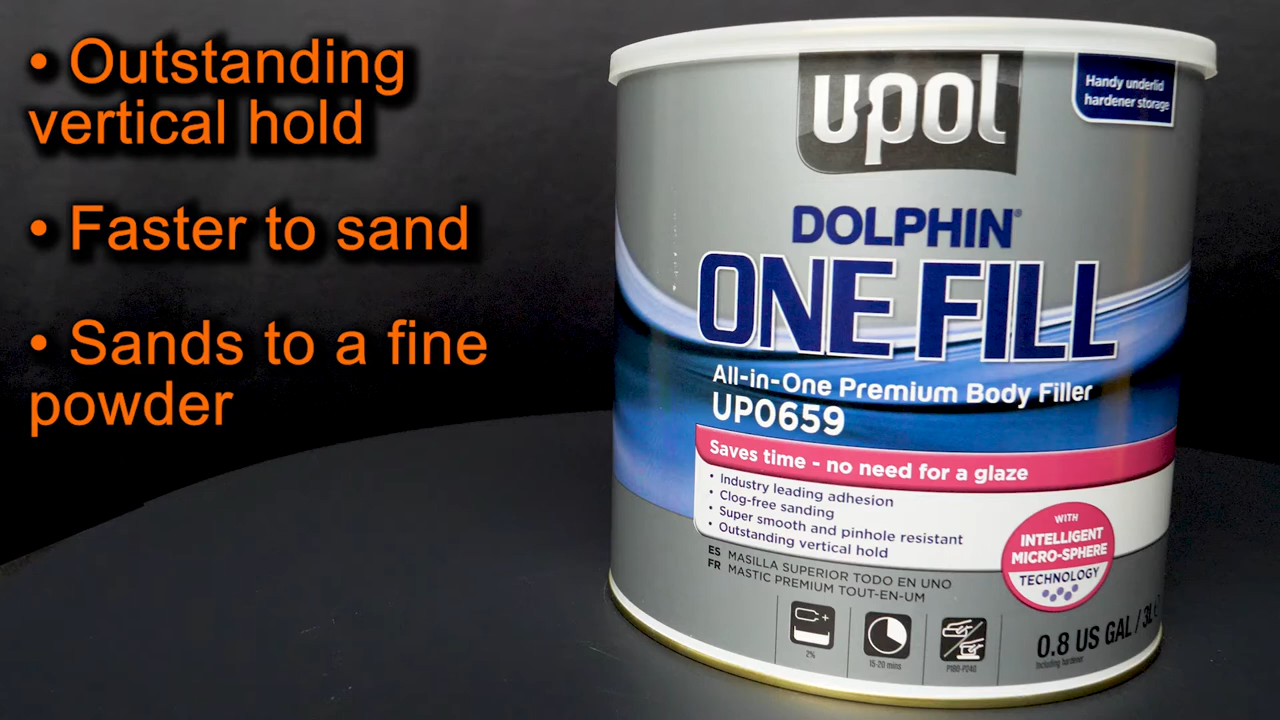 • Outstanding
vertical hold
• Faster to sand
• Sands to a fine
powder
upol
Handy underlid
hardener storage
DOLPHIN®
ONE FILL
All-in-One Premium Body Filler
UP0659
Saves time - no need for a glaze
• Industry leading adhesion
• Clog-free sanding
• Super smooth and pinhole resistant
• Outstanding vertical hold
WITH
INTELLIGENT
MICRO-SPHERE
TECHNOLOGY
ES MASILLA SUPERIOR TODO EN UNO
FR MASTIC PREMIUM TOUT-EN-UM
2%
15-20 mins
P180-P240
0.8 US GAL / 3L e
Including hardener